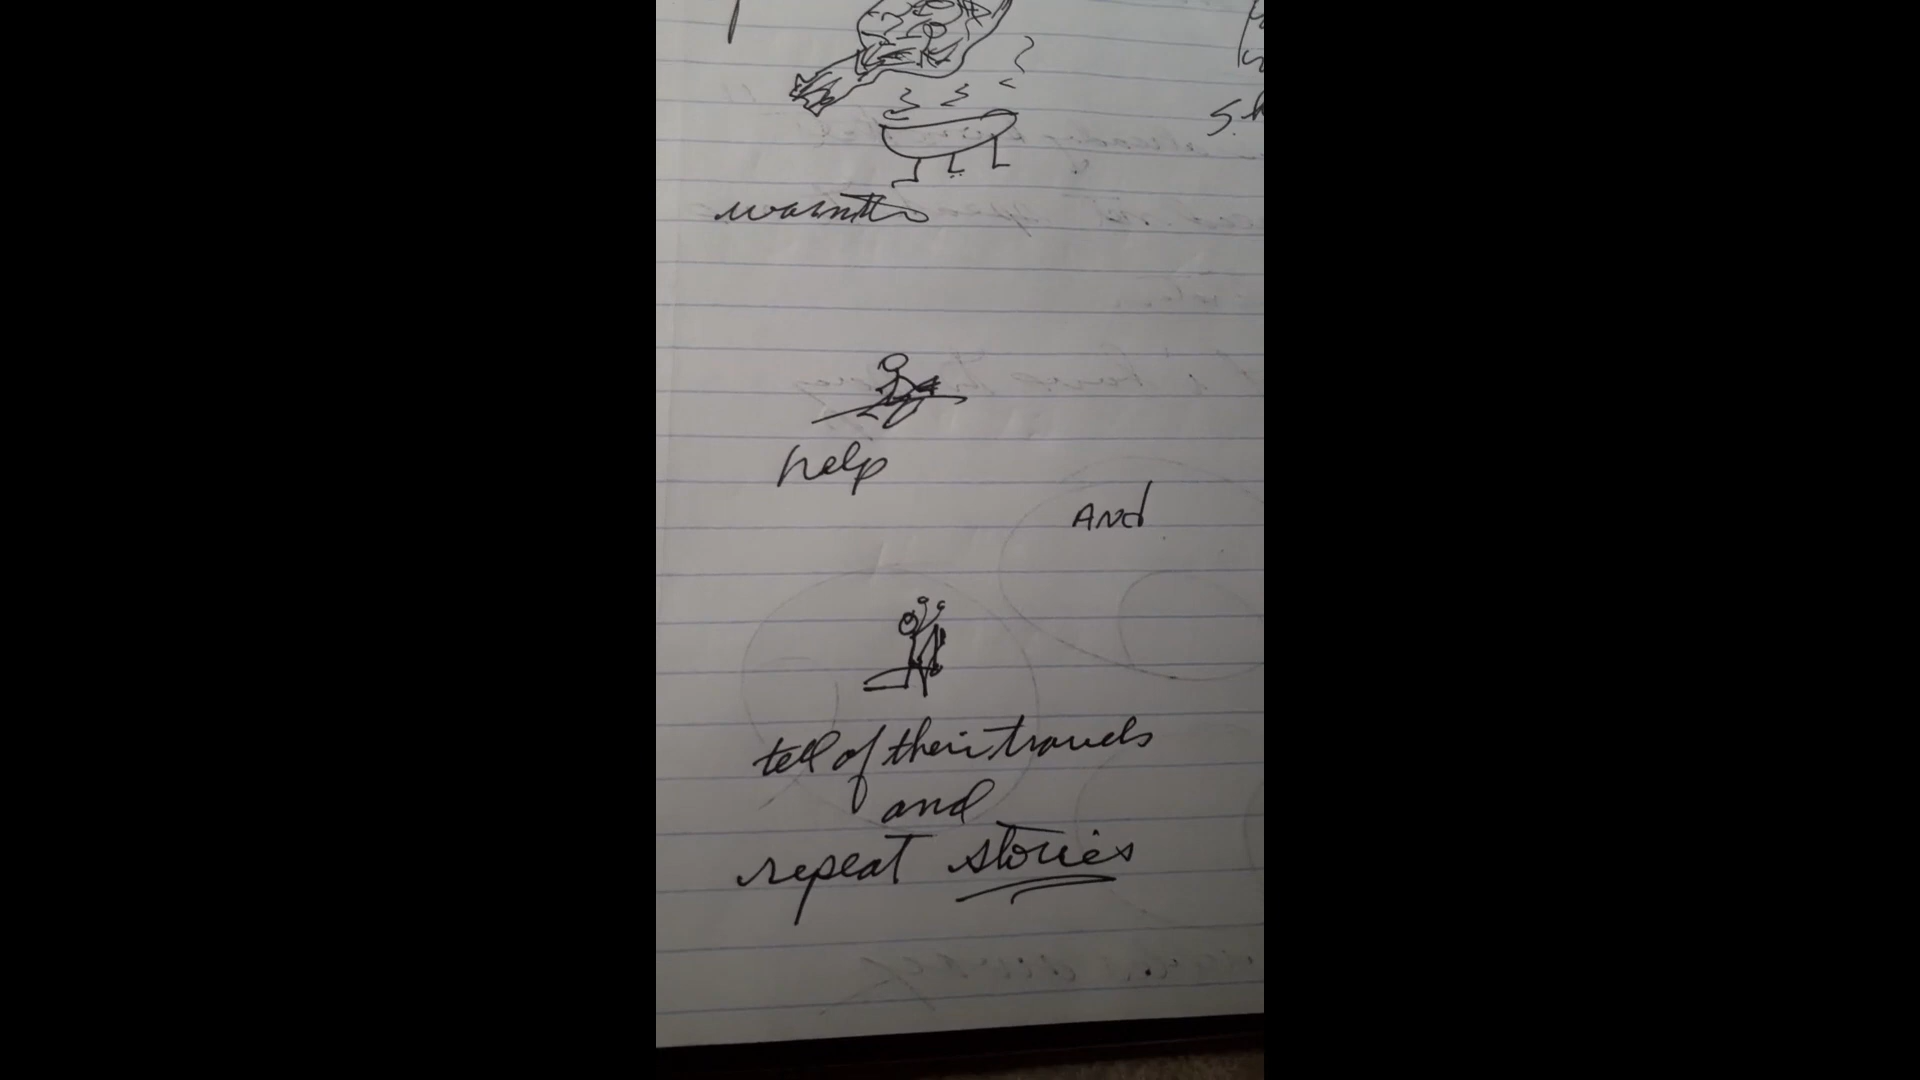 warmth
help
And
tell of their travels
and
repeat stories